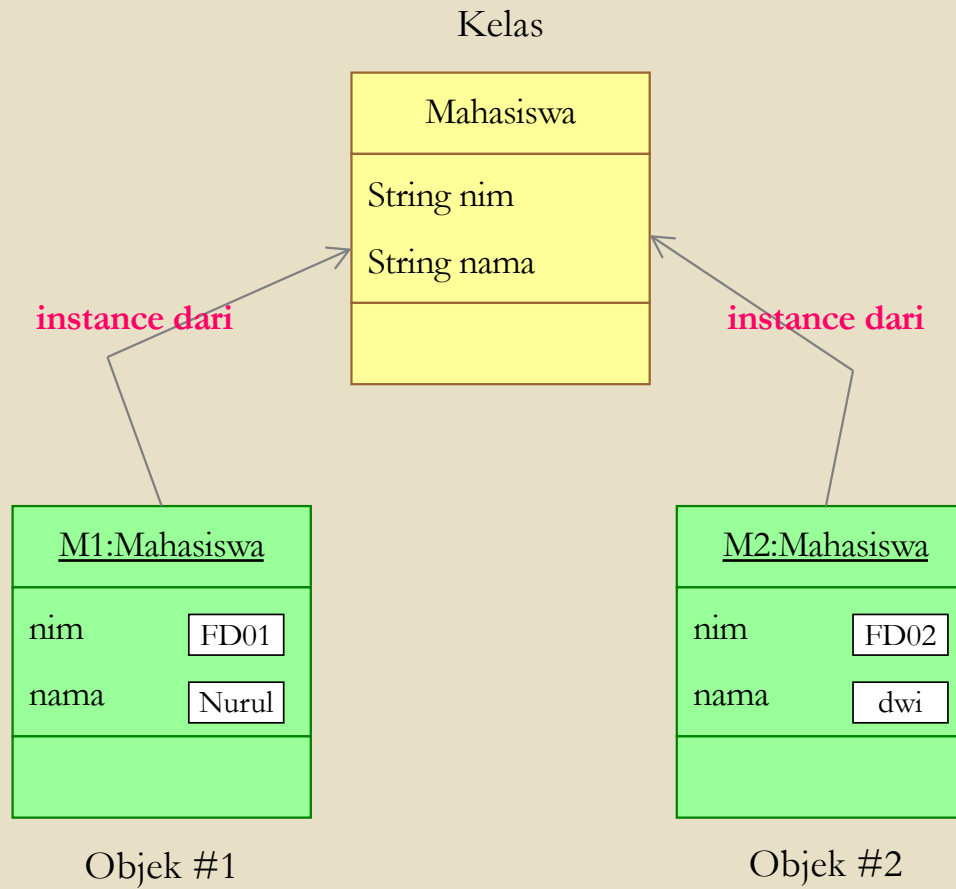 Kelas
Mahasiswa
String nim
String nama
instance dari
instance dari
M1:Mahasiswa
nim FD01
nama Nurul
Objek #1
M2:Mahasiswa
nim FD02
nama dwi
Objek #2